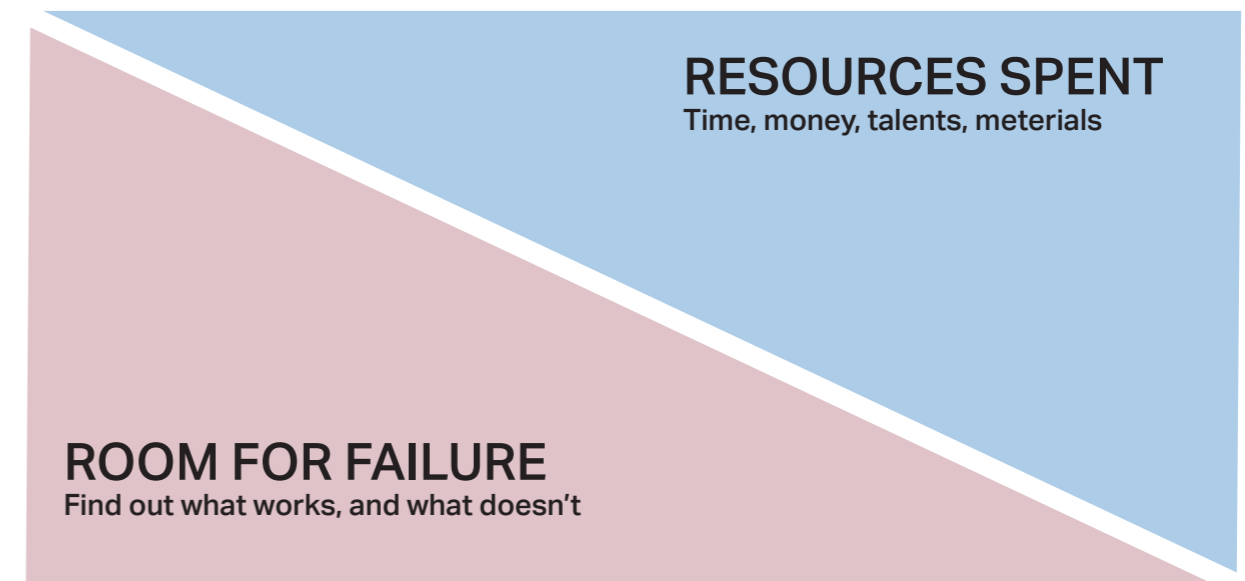 RESOURCES SPENT
Time, money, talents, meterials
ROOM FOR FAILURE
Find out what works, and what doesn’t